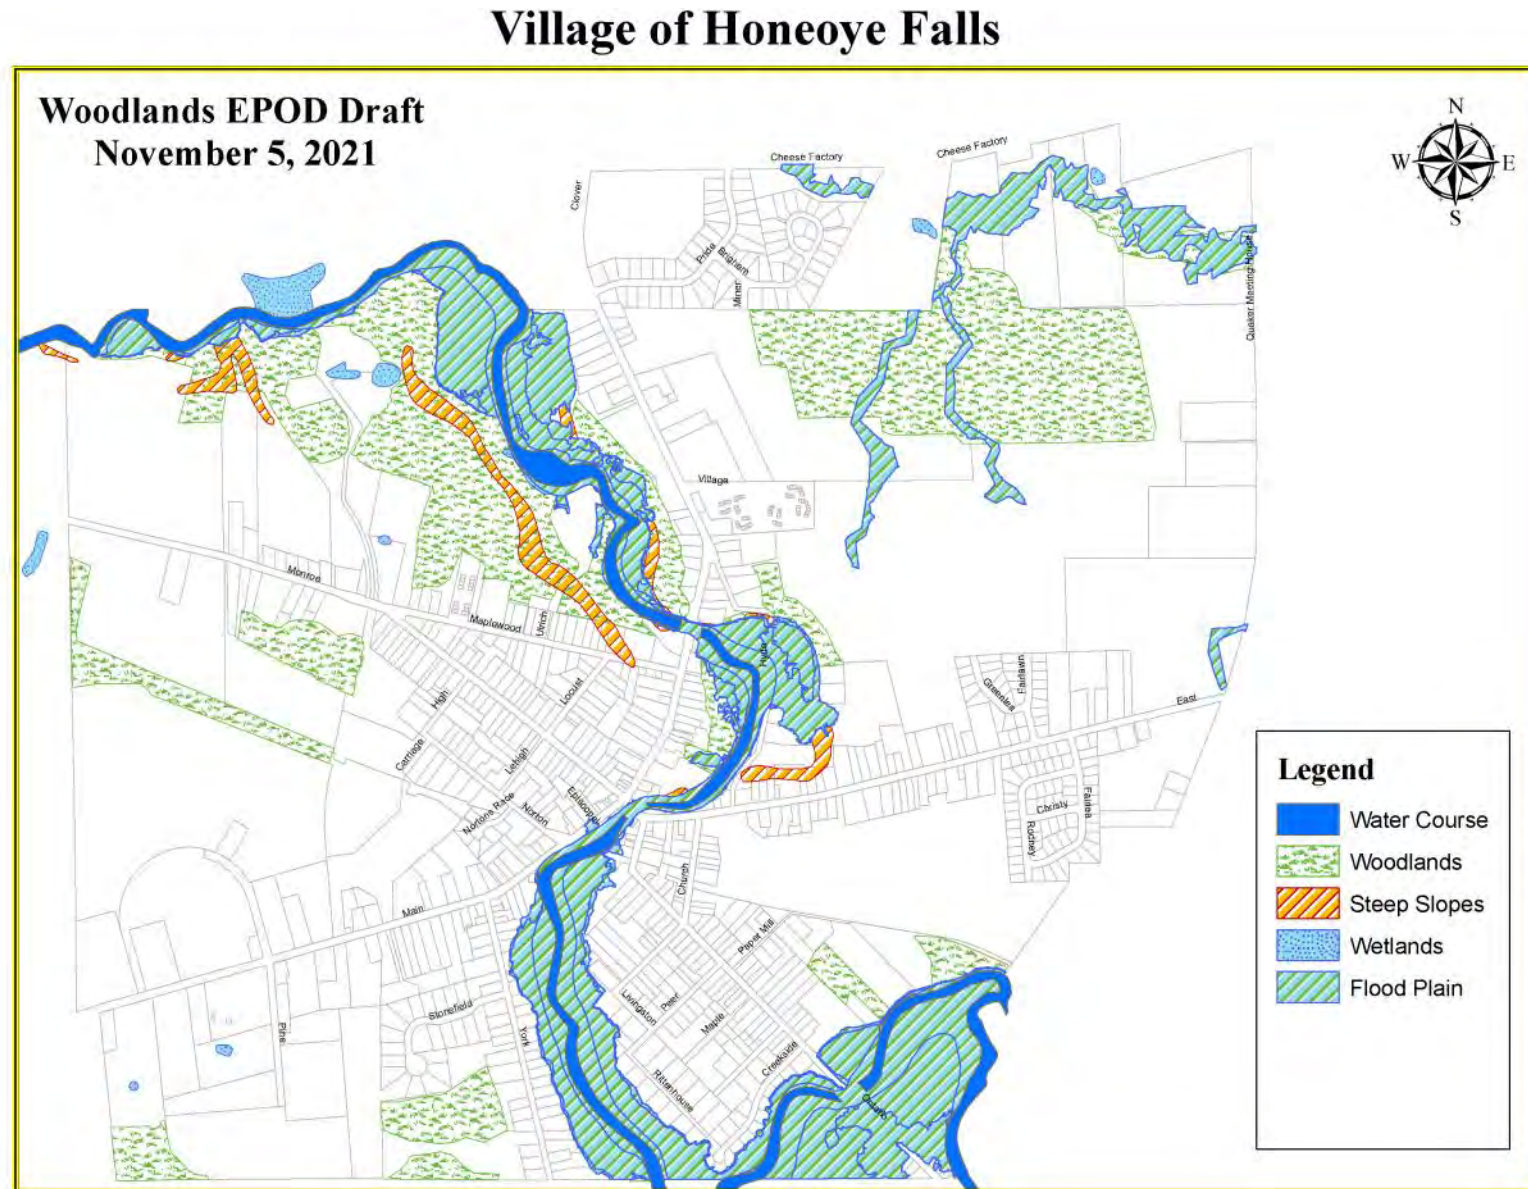 Village of Honeoye Falls
Woodlands EPOD Draft
November 5, 2021
N
W
E
S
Cheese Factory
Cheese Factory
Clover
Pride
Brigham
Miner
Quaker Meeting House
Village
Monroe
Maplewood
Ulrich
Hyde
Locust
High
Carriage
Lehigh
Nortons Race
Norton
Episcopal
Greenlea
Fairlawn
East
Christy
Fairlea
Rodney
Church
Main
Paper Mill
Livingston
Peer
Maple
Stonefield
Pine
York
Creekside
Rittenhouse
Ontario
Legend
Water Course
Woodlands
Steep Slopes
Wetlands
Flood Plain